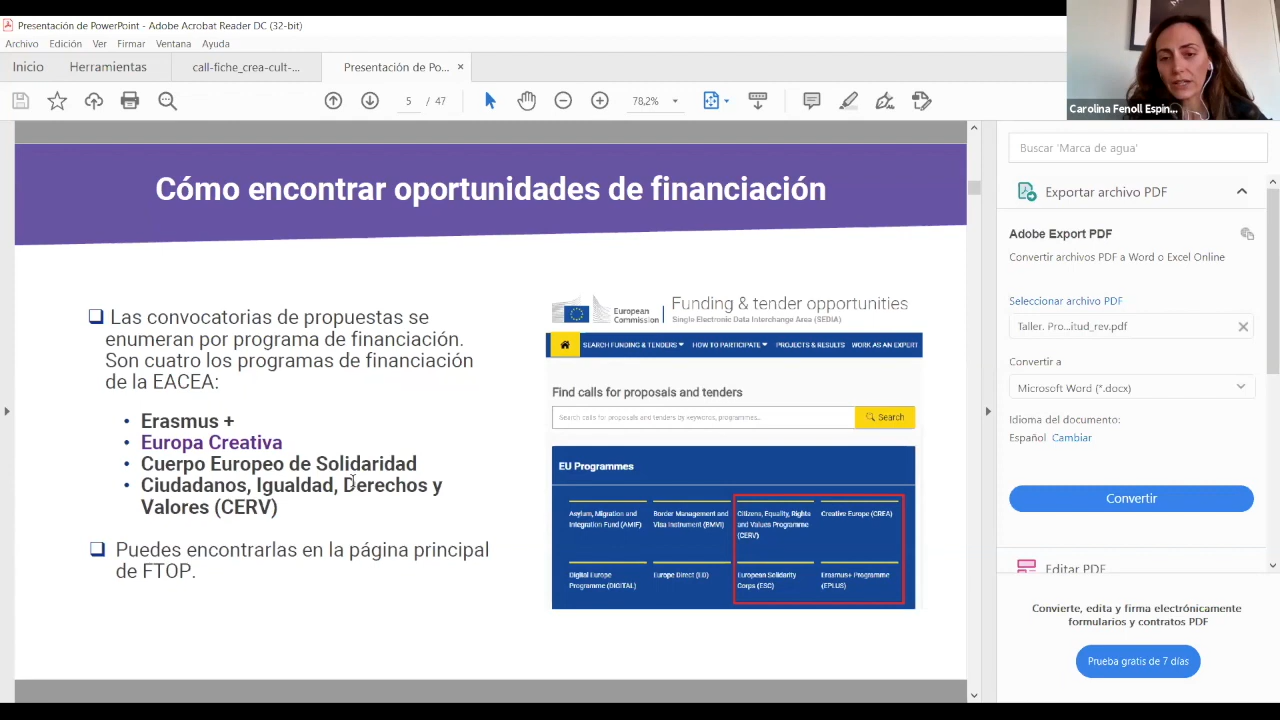 Presentación de PowerPoint - Adobe Acrobat Reader DC (32-bit)
Archivo Edición Ver Firmar Ventana Ayuda
Inicio Herramientas call-fiche_crea-cult-... Presentación de Po... ×
5 / 47 78,2%
Carolina Fenoll Espin...
Cómo encontrar oportunidades de financiación
Las convocatorias de propuestas se
enumeran por programa de financiación.
Son cuatro los programas de financiación
de la EACEA:
• Erasmus +
• Europa Creativa
• Cuerpo Europeo de Solidaridad
• Ciudadanos, Igualdad, Derechos y
Valores (CERV)
Puedes encontrarlas en la página principal
de FTOP.
European
Commission
Funding & tender opportunities
Single Electronic Data Interchange Area (SEDIA)
SEARCH FUNDING & TENDERS HOW TO PARTICIPATE PROJECTS & RESULTS WORK AS AN EXPERT
Find calls for proposals and tenders
Search calls for proposals and tenders by keywords, programmes...
Search
EU Programmes
Asylum, Migration and
Integration Fund (AMIF)
Border Management and
Visa Instrument (BMVI)
Citizens, Equality, Rights
and Values Programme
(CERV)
Creative Europe (CREA)
Digital Europe
Programme (DIGITAL)
Europe Direct (ED)
European Solidarity
Corps (ESC)
Erasmus+ Programme
(EPLUS)
Buscar 'Marca de agua'
Exportar archivo PDF
Adobe Export PDF
Convertir archivos PDF a Word o Excel Online
Seleccionar archivo PDF
Taller. Pro...itud_rev.pdf
Convertir a
Microsoft Word (*.docx)
Idioma del documento:
Español Cambiar
Convertir
Editar PDF
Convierte, edita y firma electrónicamente
formularios y contratos PDF
Prueba gratis de 7 días